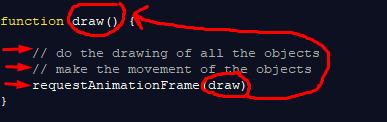 function draw() {
// do the drawing of all the objects
// make the movement of the objects
requestAnimationFrame(draw)
}